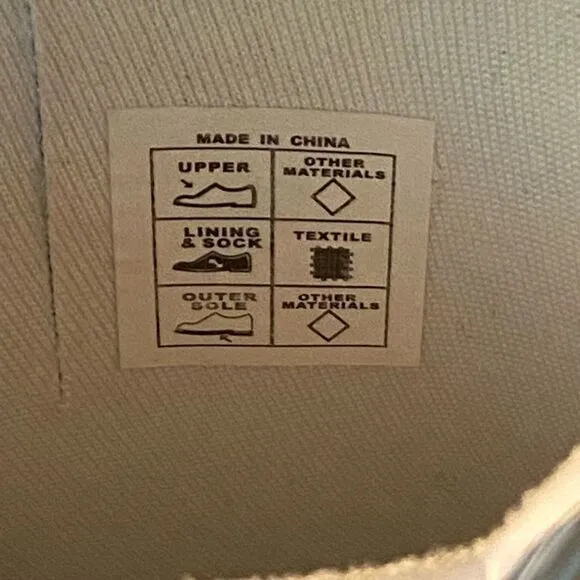 MADE IN CHINA
UPPER
OTHER
MATERIALS
LINING
& SOCK
TEXTILE
OUTER
SOLE
OTHER
MATERIALS